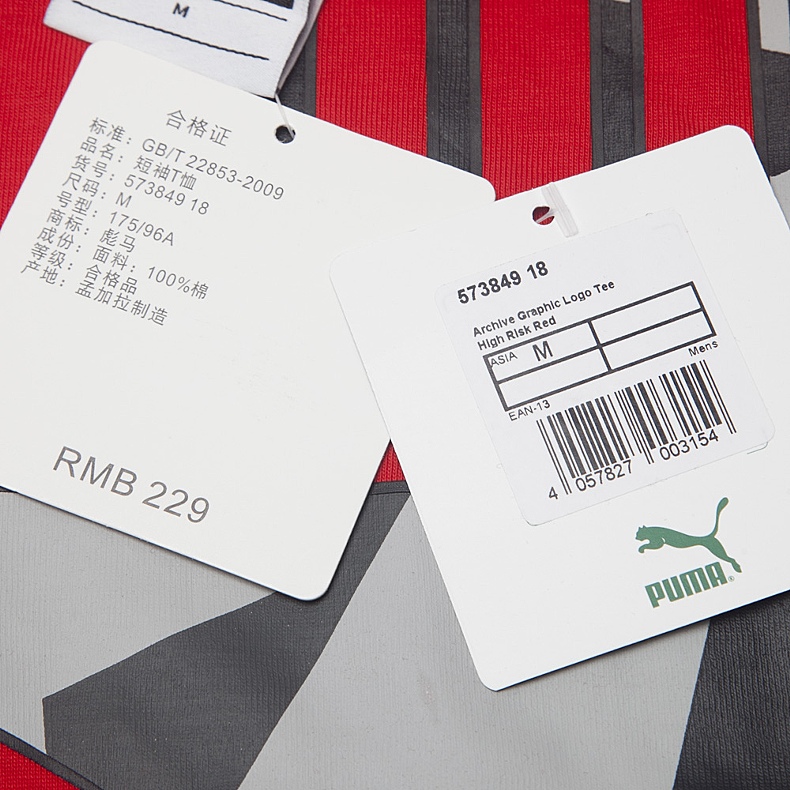 M
合格证
标准: GB/T 22853-2009
品名: 短袖T恤
货号: 573849 18
尺码: M
号型: 175/96A
商标: 彪马
成份: 面料: 100%棉
等级: 合格品
产地: 孟加拉制造
RMB 229
573849 18
Archive Graphic Logo Tee
High Risk Red
ASIA M
Mens
EAN-13
4 057827 003154
PUMA®